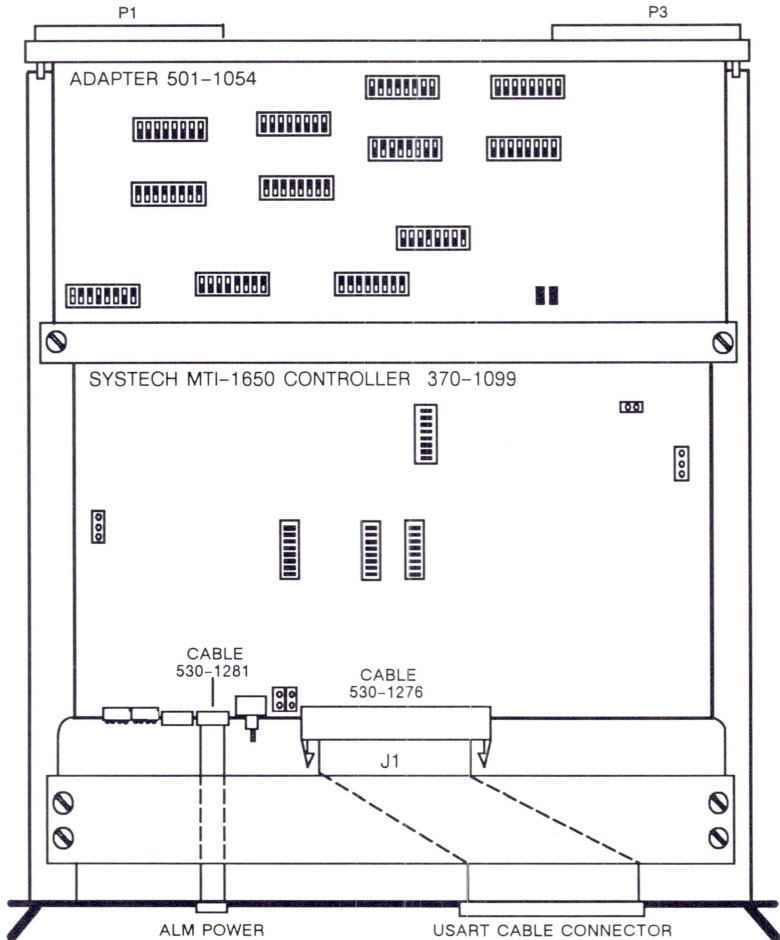 P1
P3
ADAPTER 501-1054
SYSTECH MTI-1650 CONTROLLER 370-1099
CABLE
530-1281
CABLE
530-1276
J1
ALM POWER
USART CABLE CONNECTOR